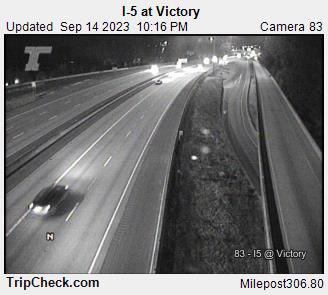 I-5 at Victory
Updated Sep 14 2023 10:16 PM Camera 83
T
N
83 - I5 @ Victory
TripCheck.com Milepost306.80